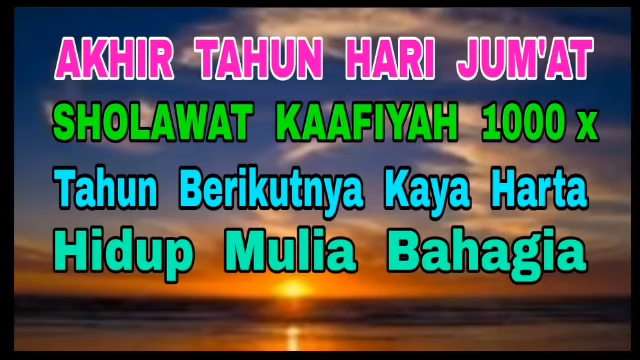 AKHIR TAHUN HARI JUM'AT
SHOLAWAT KAAFIYAH 1000 x
Tahun Berikutnya Kaya Harta
Hidup Mulia Bahagia